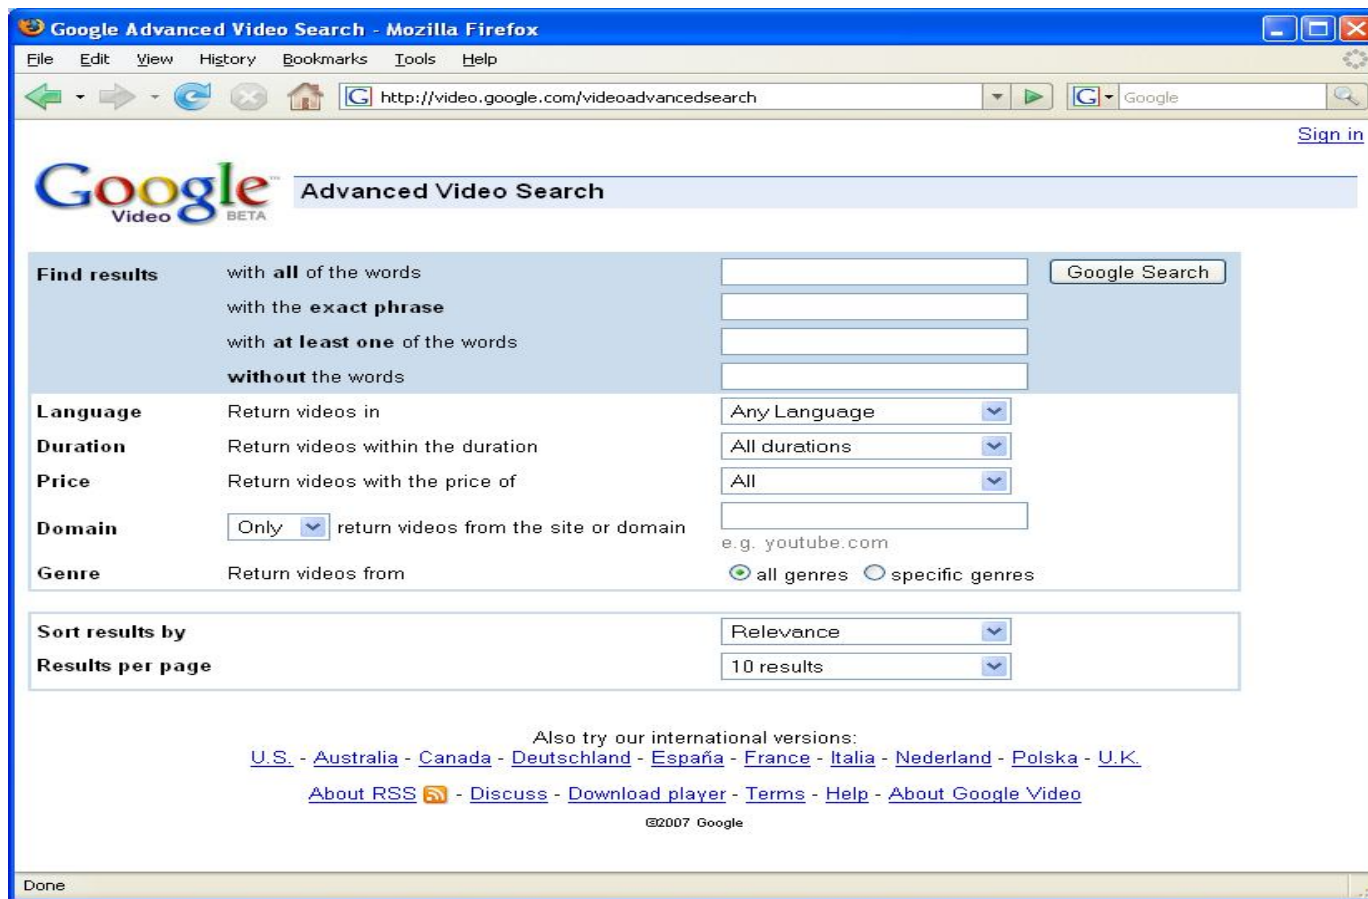 Google Advanced Video Search - Mozilla Firefox
File Edit View History Bookmarks Tools Help
http://video.google.com/videoadvancedsearch Google
Sign in
Google™ Video BETA Advanced Video Search
Find results with all of the words Google Search
with the exact phrase
with at least one of the words
without the words
Language Return videos in Any Language
Duration Return videos within the duration All durations
Price Return videos with the price of All
Domain Only return videos from the site or domain
e.g. youtube.com
Genre Return videos from all genres specific genres
Sort results by Relevance
Results per page 10 results
Also try our international versions:
U.S. - Australia - Canada - Deutschland - España - France - Italia - Nederland - Polska - U.K.
About RSS - Discuss - Download player - Terms - Help - About Google Video
©2007 Google
Done